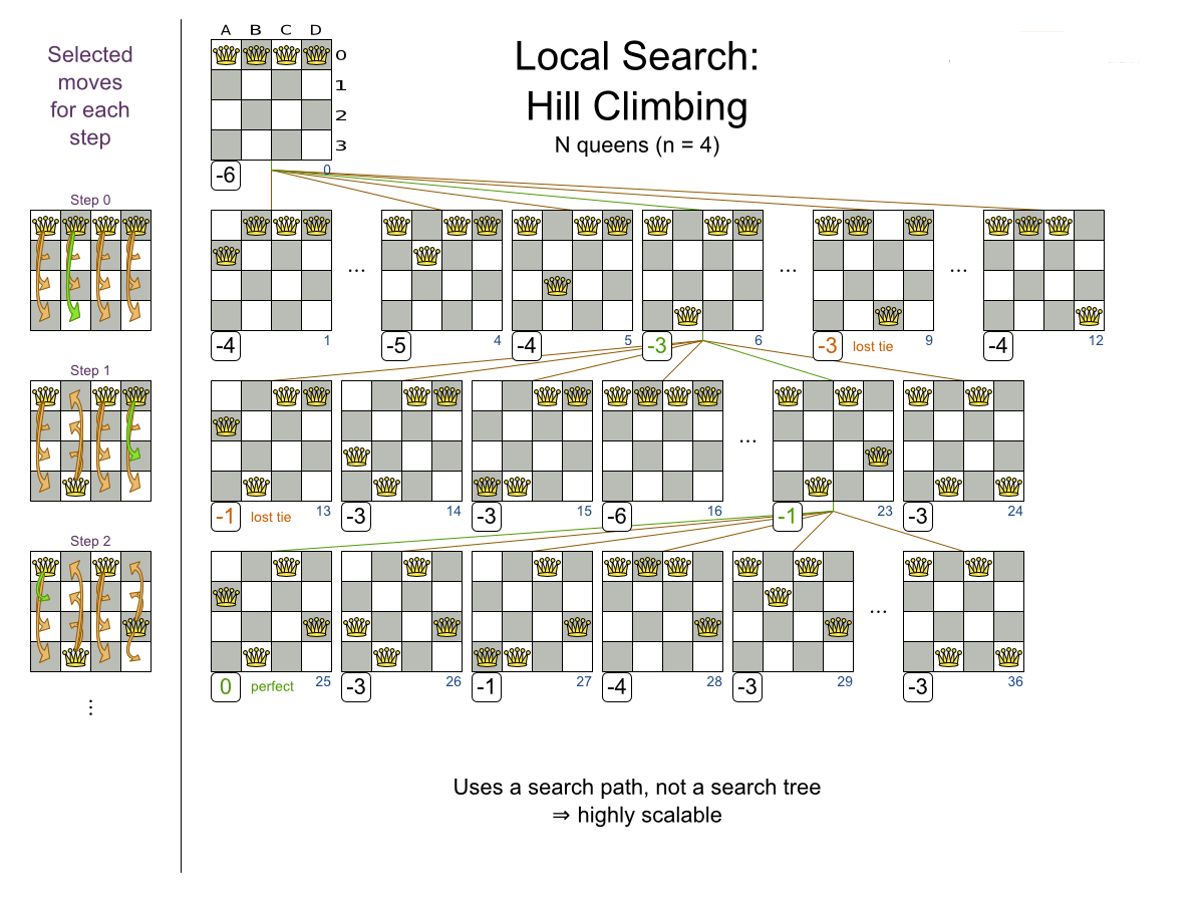 Selected
moves
for each
step
A B C D
0
1
2
3
Local Search:
Hill Climbing
N queens (n = 4)
-6 0
Step 0
... ... ...
-4 1 -5 4 -4 5 -3 6 -3 lost tie 9 -4 12
Step 1
...
-1 lost tie 13 -3 14 -3 15 -6 16 -1 23 -3 24
Step 2
...
0 perfect 25 -3 26 -1 27 -4 28 -3 29 -3 36
⋮
Uses a search path, not a search tree
⇒ highly scalable